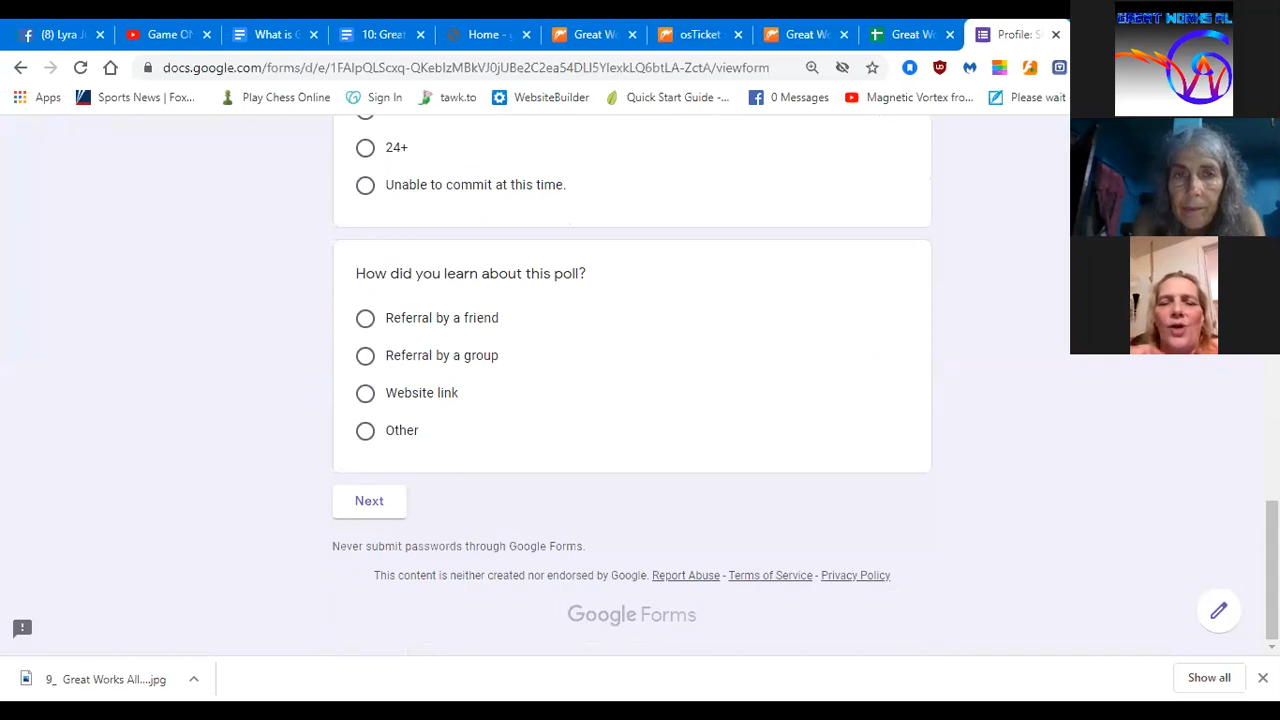 (8) Lyra J
Game O
What is G
10: Great
Home -
Great W
osTicket
Great W
Great Wo
Profile: S
GREAT WORKS AL
docs.google.com/forms/d/e/
/viewform
Apps
Sports News | Fox...
Play Chess Online
Sign In
tawk.to
WebsiteBuilder
Quick Start Guide -...
0 Messages
Magnetic Vortex fro...
Please wait
24+
Unable to commit at this time.
How did you learn about this poll?
Referral by a friend
Referral by a group
Website link
Other
Next
Never submit passwords through Google Forms.
This content is neither created nor endorsed by Google. Report Abuse - Terms of Service - Privacy Policy
Google Forms
9_ Great Works All....jpg
Show all